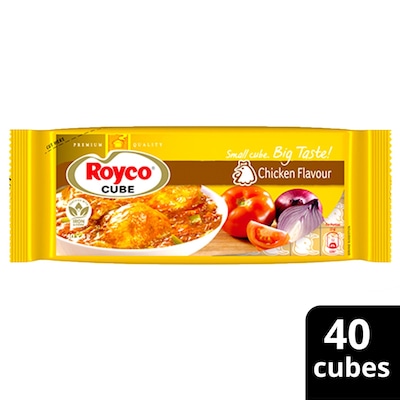 PREMIUM QUALITY
Royco
CUBE
Small cube. Big Taste!
Chicken Flavour
40
cubes